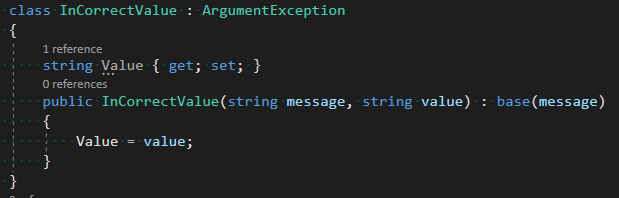 class InCorrectValue : ArgumentException
{
1 reference
string Value { get; set; }
0 references
public InCorrectValue(string message, string value) : base(message)
{
Value = value;
}
}